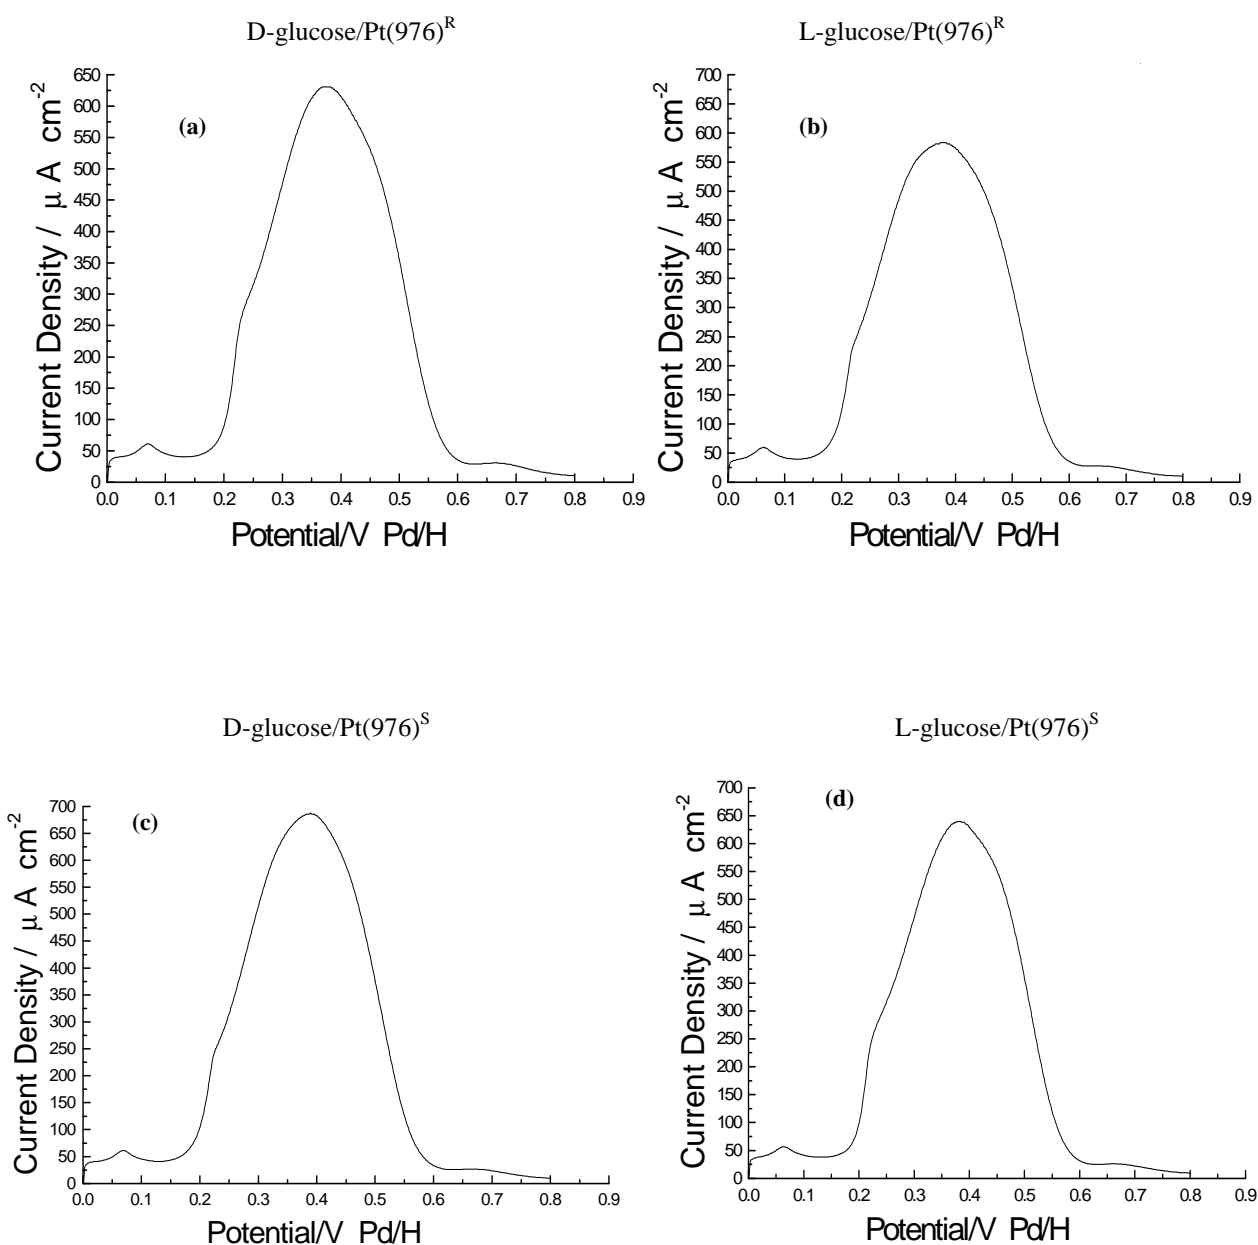 D-glucose/Pt(976)^R
L-glucose/Pt(976)^R
(a)
650
600
550
500
450
400
350
300
250
200
150
100
50
0
0.0 0.1 0.2 0.3 0.4 0.5 0.6 0.7 0.8 0.9
Current Density / μ A cm^-2
Potential/V Pd/H
(b)
700
650
600
550
500
450
400
350
300
250
200
150
100
50
0
0.0 0.1 0.2 0.3 0.4 0.5 0.6 0.7 0.8 0.9
Current Density / μ A cm^-2
Potential/V Pd/H
D-glucose/Pt(976)^S
L-glucose/Pt(976)^S
(c)
700
650
600
550
500
450
400
350
300
250
200
150
100
50
0
0.0 0.1 0.2 0.3 0.4 0.5 0.6 0.7 0.8 0.9
Current Density / μ A cm^-2
Potential/V Pd/H
(d)
700
650
600
550
500
450
400
350
300
250
200
150
100
50
0
0.0 0.1 0.2 0.3 0.4 0.5 0.6 0.7 0.8 0.9
Current Density / μ A cm^-2
Potential/V Pd/H